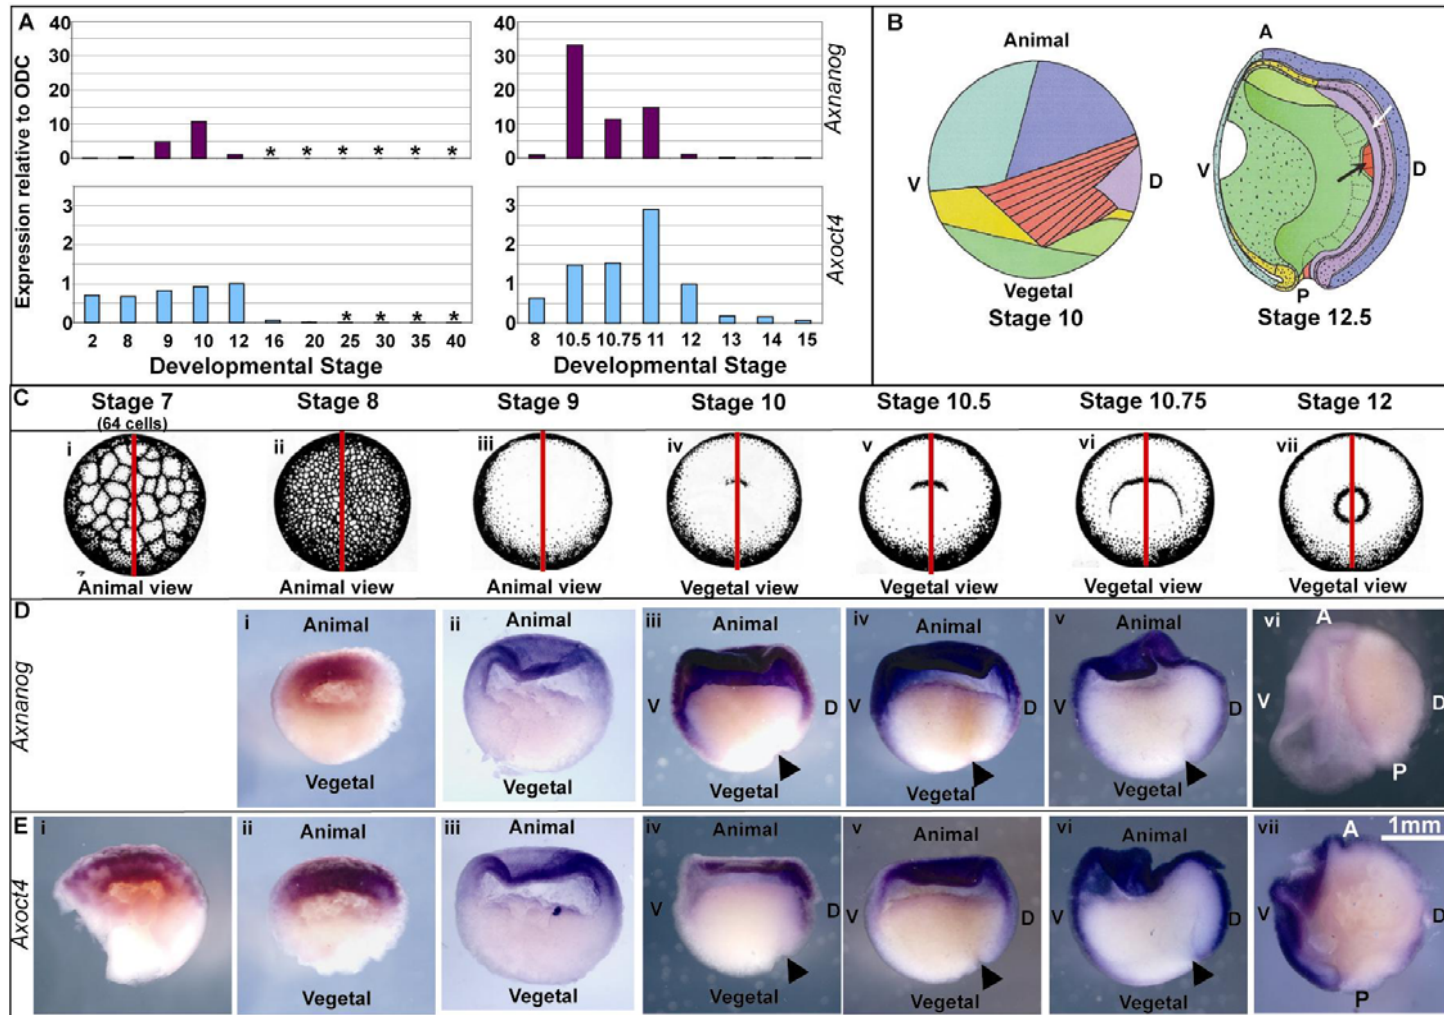 A
Expression relative to ODC
40
30
20
10
0
40
30
20
10
0
Axnanog
3
2
1
0
3
2
1
0
Axoct4
* * * * * *
* * * *
2 8 9 10 12 16 20 25 30 35 40
8 10.5 10.75 11 12 13 14 15
Developmental Stage
Developmental Stage
B
Animal
V
D
Vegetal
Stage 10
A
V
D
P
Stage 12.5
C
Stage 7
(64 cells)
Stage 8
Stage 9
Stage 10
Stage 10.5
Stage 10.75
Stage 12
i
ii
iii
iv
v
vi
vii
Animal view
Animal view
Animal view
Vegetal view
Vegetal view
Vegetal view
Vegetal view
D
Axnanog
i
Animal
Vegetal
ii
Animal
Vegetal
iii
Animal
V
D
Vegetal
iv
Animal
V
D
Vegetal
v
Animal
V
D
Vegetal
vi
A
V
D
P
E
Axoct4
i
ii
Animal
Vegetal
iii
Animal
Vegetal
iv
Animal
V
D
Vegetal
v
Animal
V
D
Vegetal
vi
Animal
V
D
Vegetal
vii
A
1mm
V
D
P